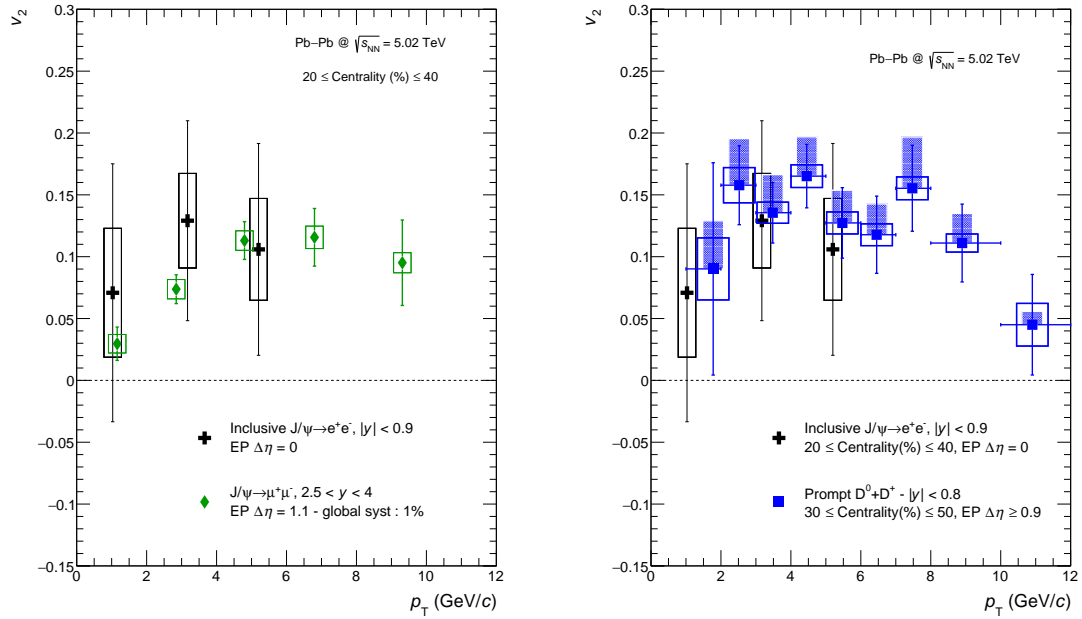 v₂
0.3
0.25
0.2
0.15
0.1
0.05
0
−0.05
−0.1
−0.15
Pb−Pb @ √s_NN = 5.02 TeV
20 ≤ Centrality (%) ≤ 40
Inclusive J/ψ→e⁺e⁻, |y| < 0.9
EP Δη = 0
J/ψ→μ⁺μ⁻, 2.5 < y < 4
EP Δη = 1.1 - global syst : 1%
0 2 4 6 8 10 12
p_T (GeV/c)
v₂
0.3
0.25
0.2
0.15
0.1
0.05
0
−0.05
−0.1
−0.15
Pb−Pb @ √s_NN = 5.02 TeV
Inclusive J/ψ→e⁺e⁻, |y| < 0.9
20 ≤ Centrality(%) ≤ 40, EP Δη = 0
Prompt D⁰+D⁺ - |y| < 0.8
30 ≤ Centrality(%) ≤ 50, EP Δη ≥ 0.9
0 2 4 6 8 10 12
p_T (GeV/c)